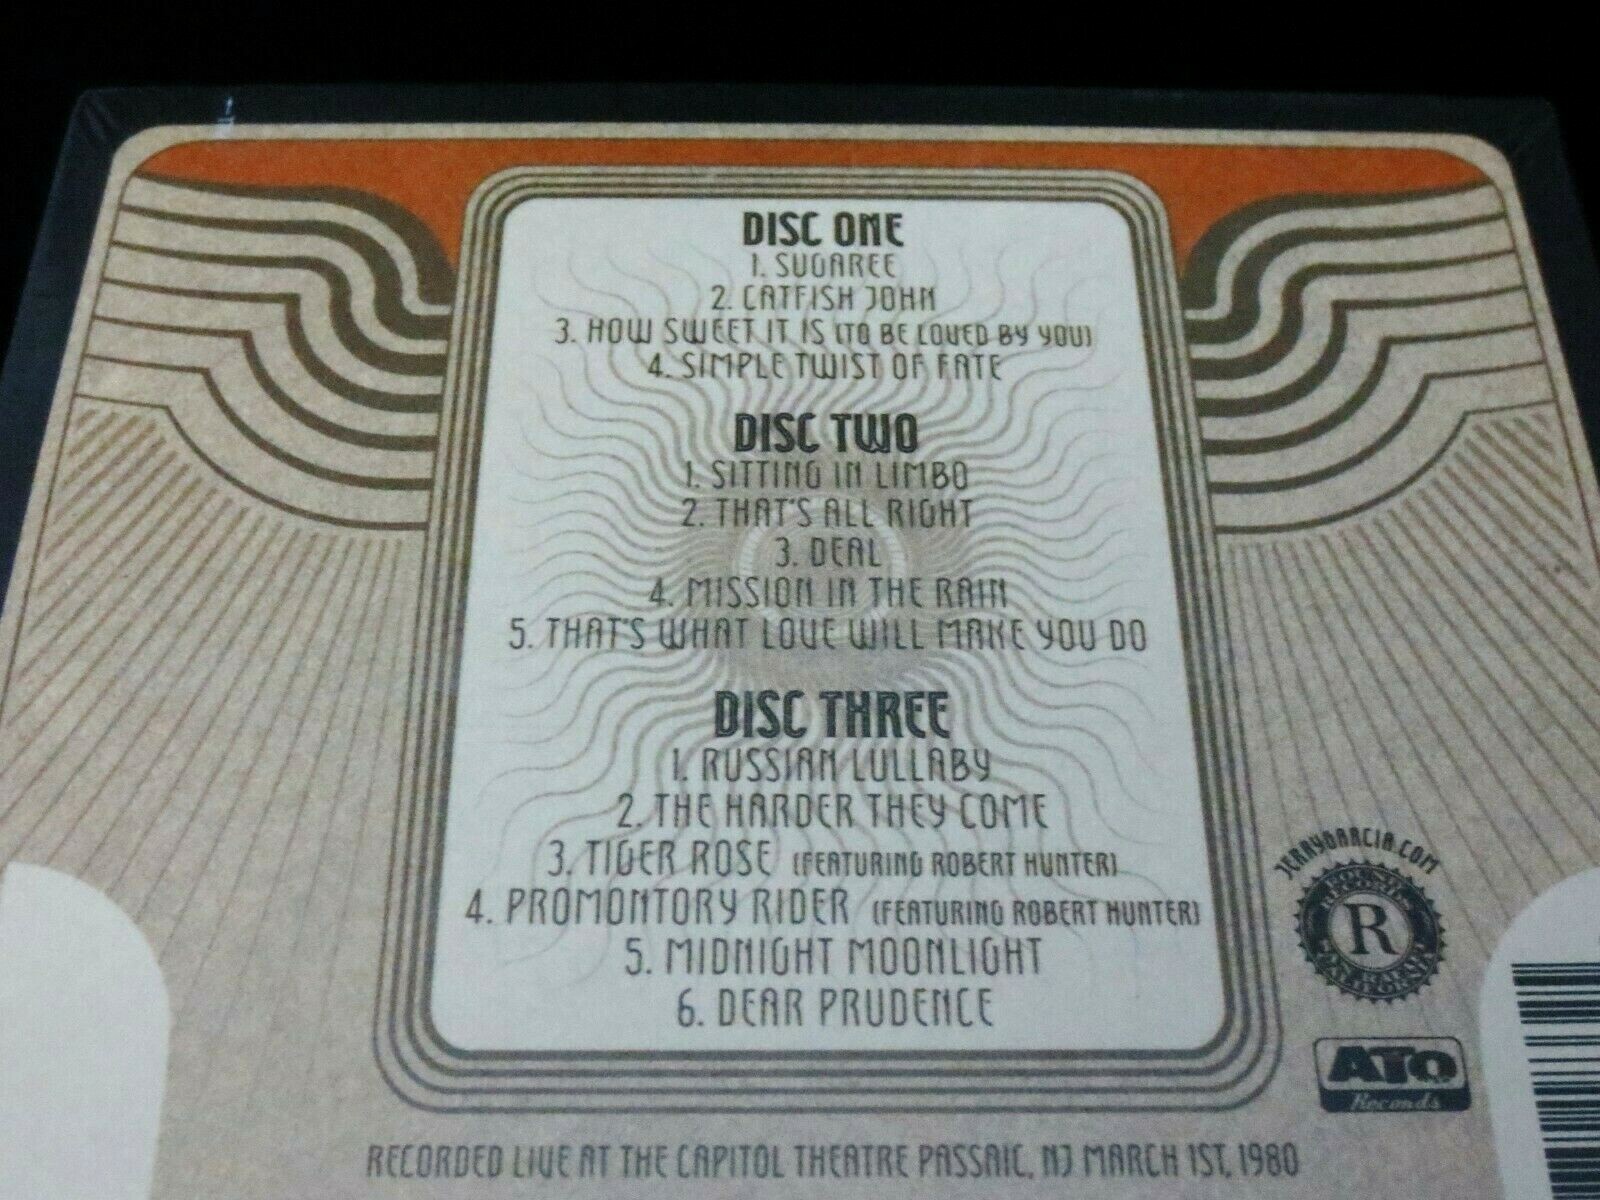 DISC ONE
1. SUGAREE
2. CATFISH JOHN
3. HOW SWEET IT IS (TO BE LOVED BY YOU)
4. SIMPLE TWIST OF FATE
DISC TWO
1. SITTING IN LIMBO
2. THAT'S ALL RIGHT
3. DEAL
4. MISSION IN THE RAIN
5. THAT'S WHAT LOVE WILL MAKE YOU DO
DISC THREE
1. RUSSIAN LULLABY
2. THE HARDER THEY COME
3. TIGER ROSE (FEATURING ROBERT HUNTER)
4. PROMONTORY RIDER (FEATURING ROBERT HUNTER)
5. MIDNIGHT MOONLIGHT
6. DEAR PRUDENCE
JERRYGARCIA.COM
R
ATO
Records
RECORDED LIVE AT THE CAPITOL THEATRE PASSAIC, NJ MARCH 1ST, 1980